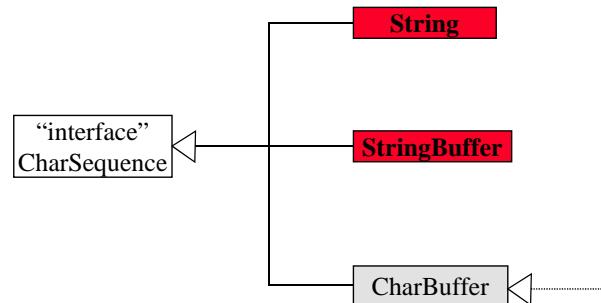 String
“interface”
CharSequence
StringBuffer
CharBuffer